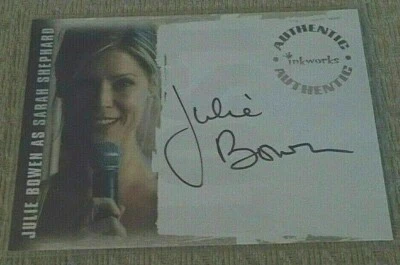 JULIE BOWEN AS SARAH SHEPHARD
Julie
Bowen
AUTHENTIC
inkworks
AUTHENTIC